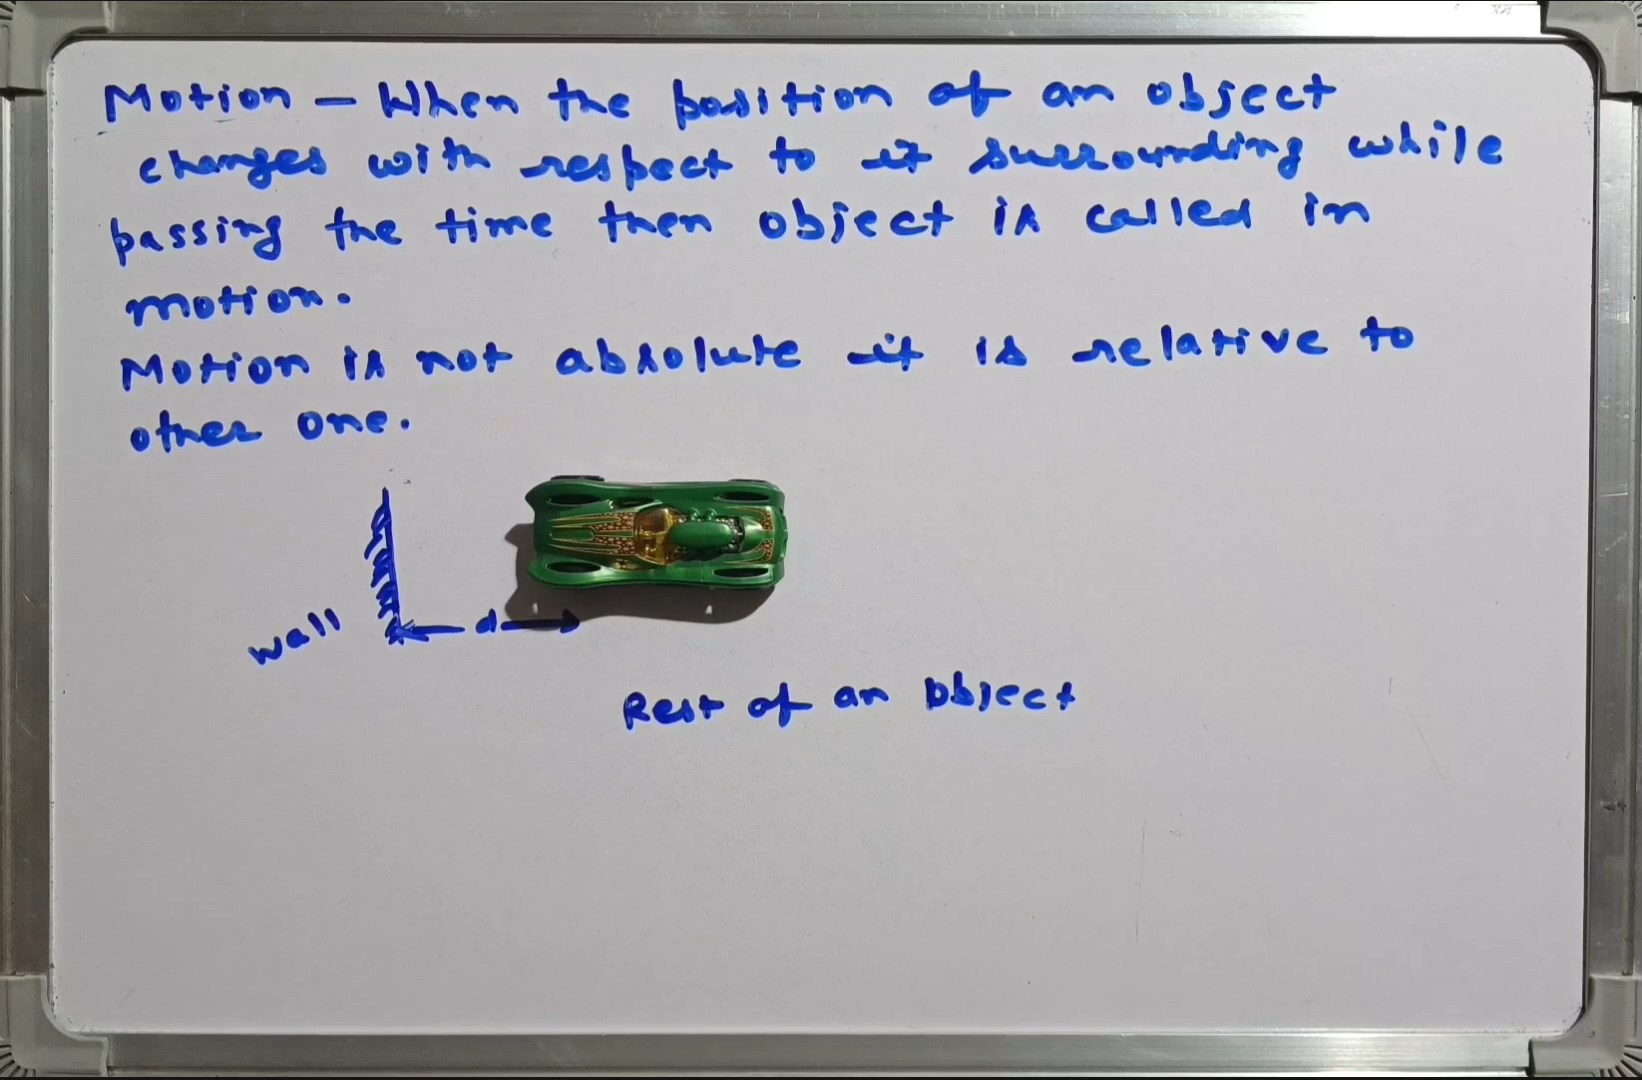 Motion - When the position of an object
changes with respect to it surrounding while
passing the time then object is called in
motion.
Motion is not absolute it is relative to
other one.
wall
d
Rest of an Object